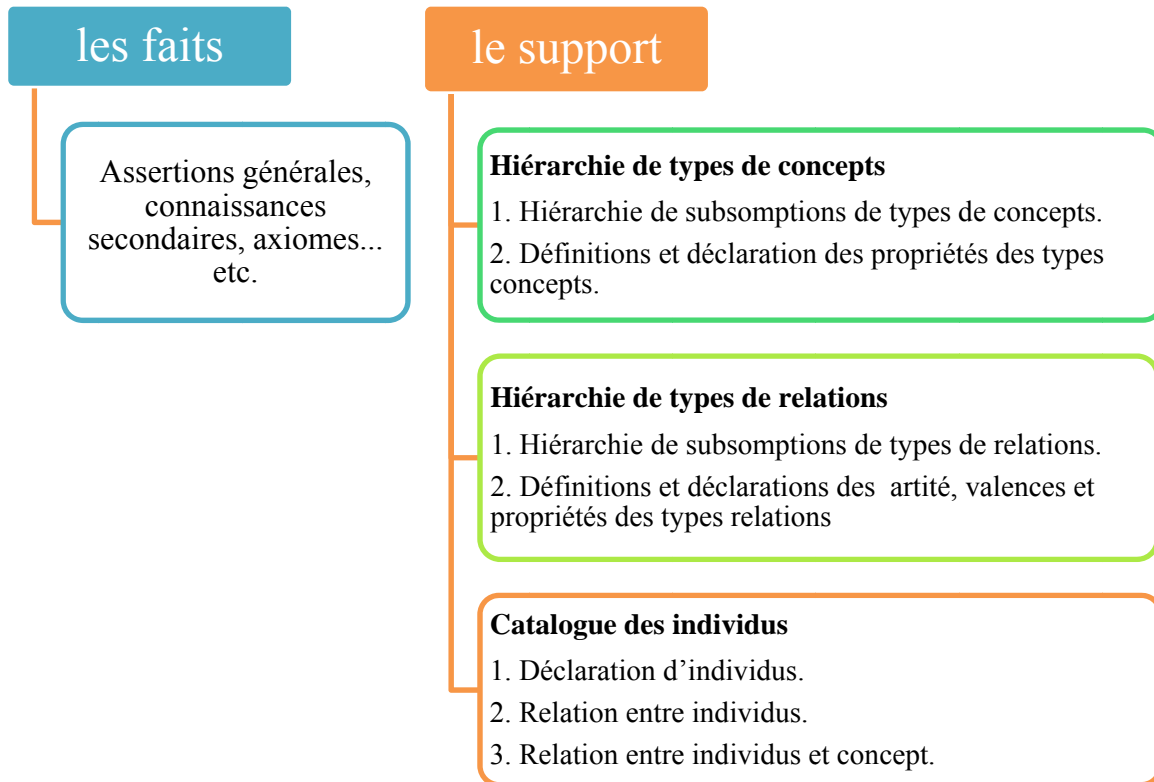 les faits
Assertions générales,
connaissances
secondaires, axiomes...
etc.
le support
Hiérarchie de types de concepts
1. Hiérarchie de subsomptions de types de concepts.
2. Définitions et déclaration des propriétés des types
concepts.
Hiérarchie de types de relations
1. Hiérarchie de subsomptions de types de relations.
2. Définitions et déclarations des artité, valences et
propriétés des types relations
Catalogue des individus
1. Déclaration d’individus.
2. Relation entre individus.
3. Relation entre individus et concept.